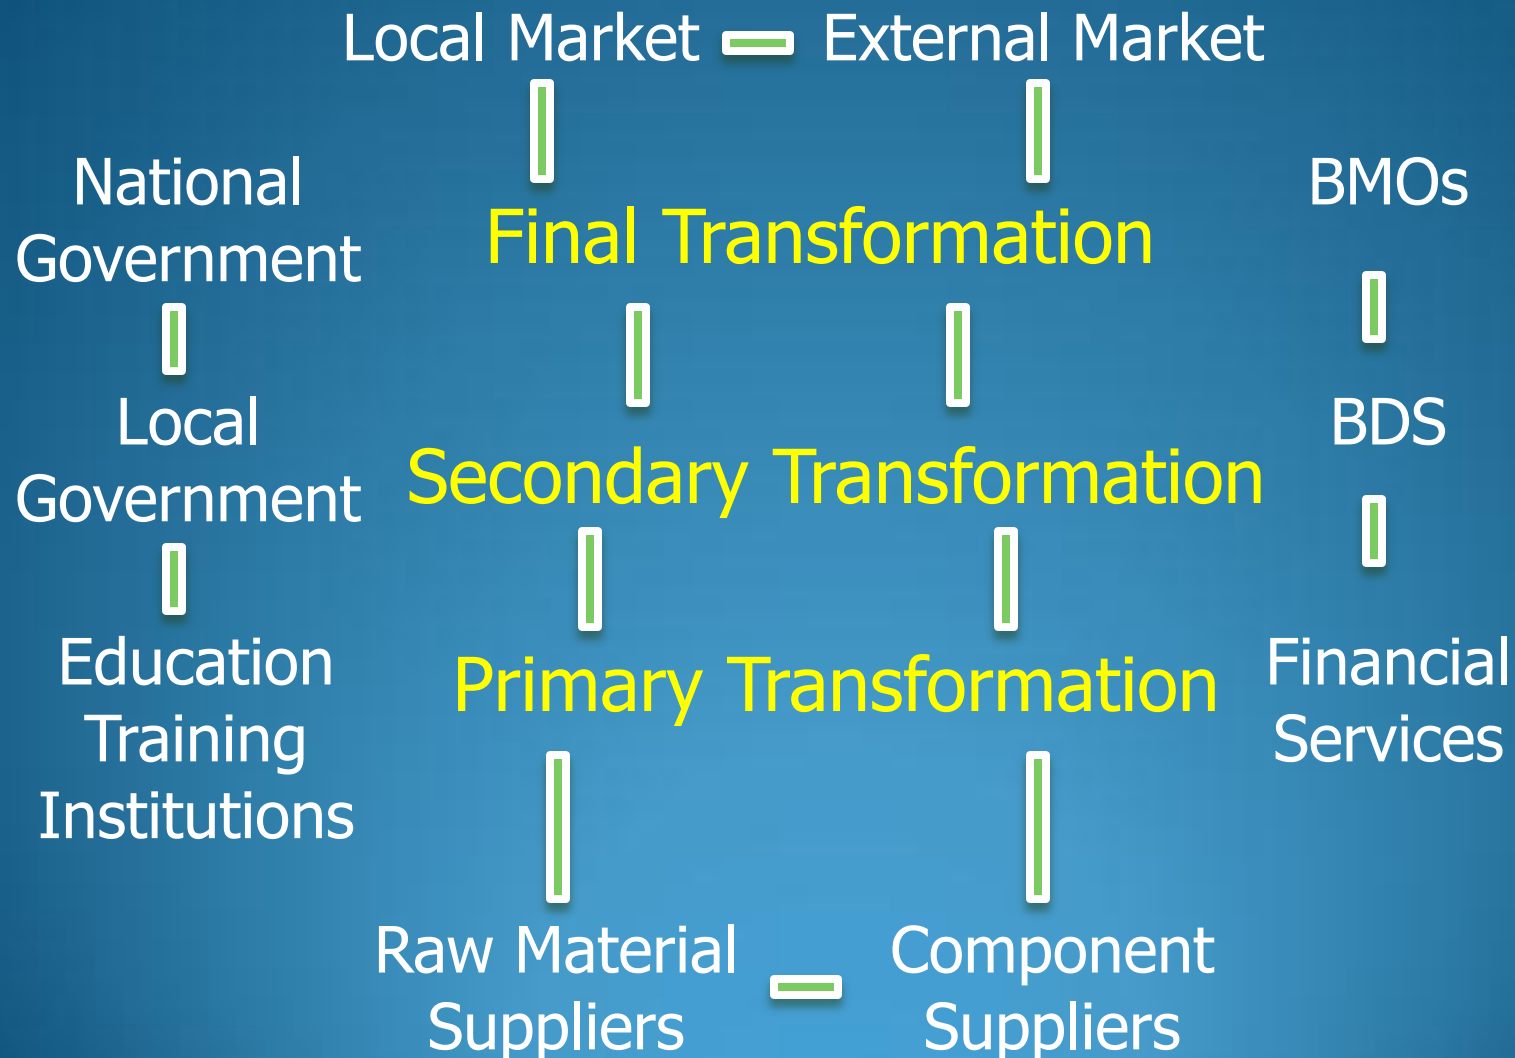 Local Market
External Market
National
Government
Final Transformation
BMOs
Local
Government
Secondary Transformation
BDS
Education
Training
Institutions
Primary Transformation
Financial
Services
Raw Material
Suppliers
Component
Suppliers